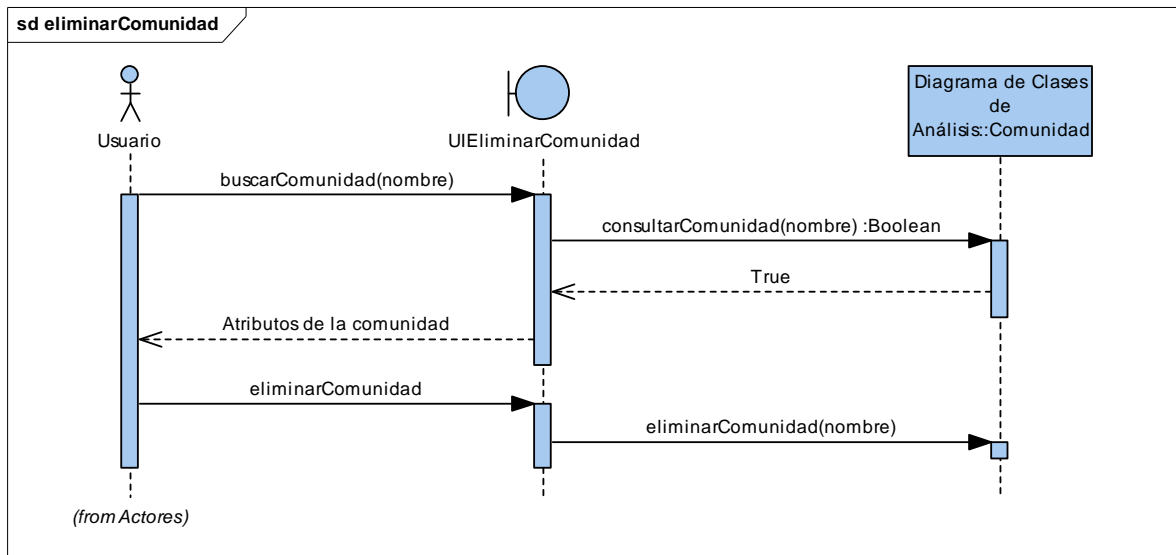 sd eliminarComunidad
Usuario
UIEliminarComunidad
Diagrama de Clases
de
Análisis::Comunidad
buscarComunidad(nombre)
consultarComunidad(nombre) :Boolean
True
Atributos de la comunidad
eliminarComunidad
eliminarComunidad(nombre)
(from Actores)